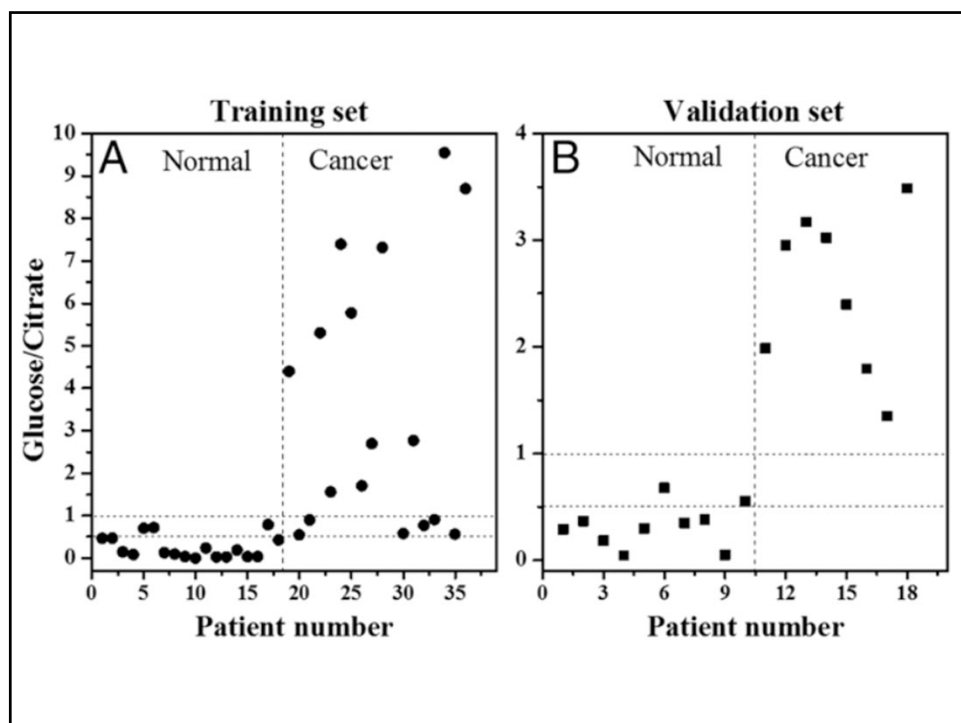 Training set
A
Normal
Cancer
10
9
8
7
6
5
4
3
2
1
0
Glucose/Citrate
0 5 10 15 20 25 30 35
Patient number
Validation set
B
Normal
Cancer
4
3
2
1
0
0 3 6 9 12 15 18
Patient number